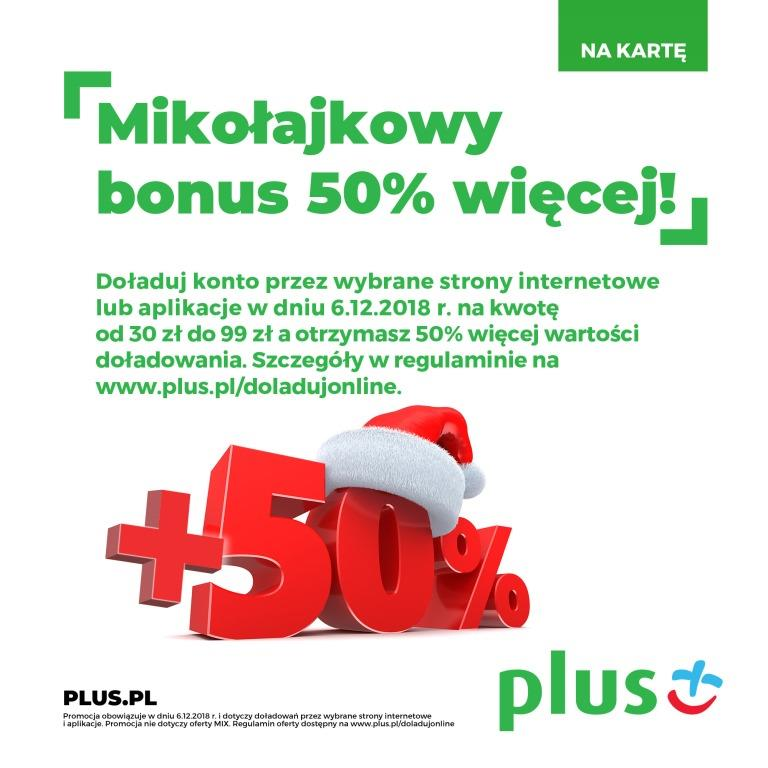 NA KARTĘ
Mikołajkowy
bonus 50% więcej!
Doładuj konto przez wybrane strony internetowe
lub aplikacje w dniu 6.12.2018 r. na kwotę
od 30 zł do 99 zł a otrzymasz 50% więcej wartości
doładowania. Szczegóły w regulaminie na
www.plus.pl/doladujonline.
+50%
plus
PLUS.PL
Promocja obowiązuje w dniu 6.12.2018 r. i dotyczy doładowań przez wybrane strony internetowe
i aplikacje. Promocja nie dotyczy oferty MIX. Regulamin oferty dostępny na www.plus.pl/doladujonline